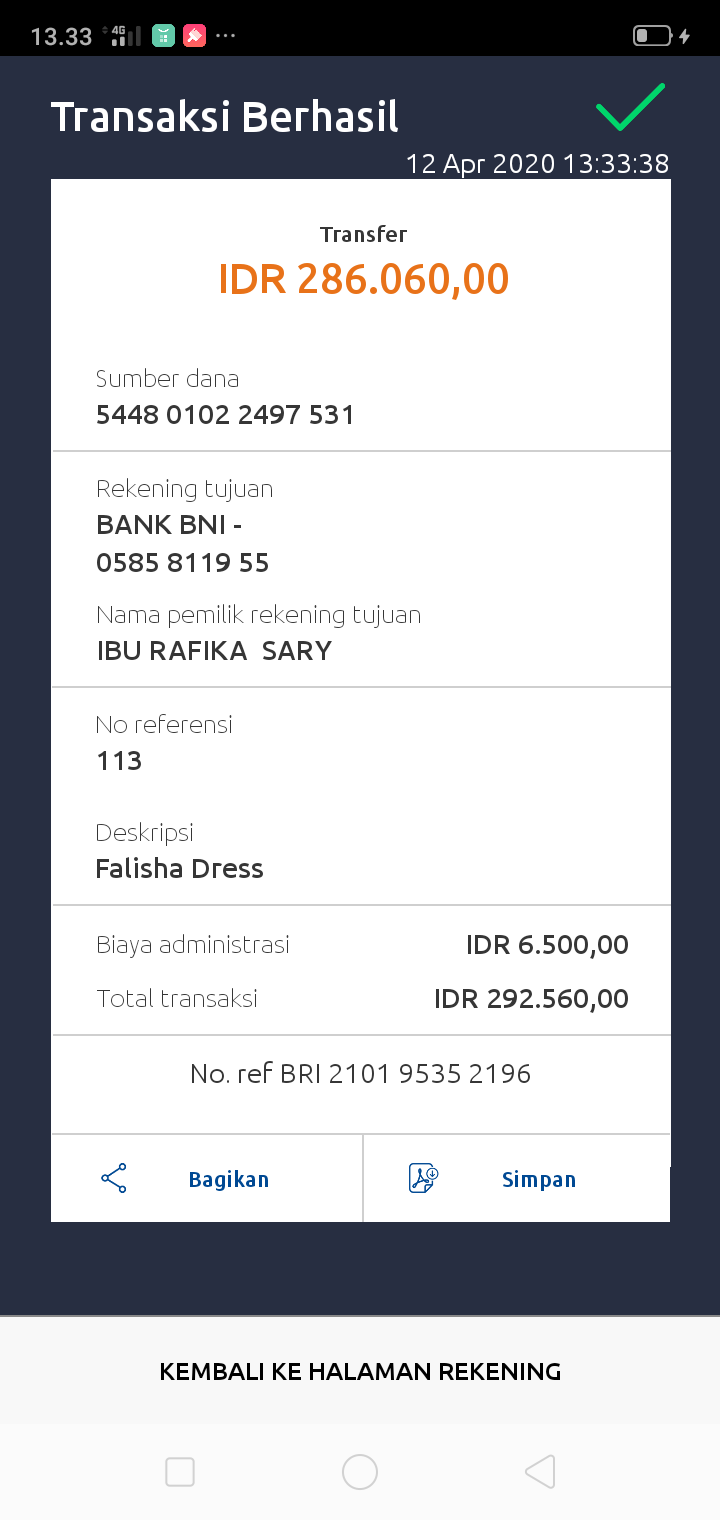 13.33 4G ...
Transaksi Berhasil
12 Apr 2020 13:33:38
Transfer
IDR 286.060,00
Sumber dana
5448 0102 2497 531
Rekening tujuan
BANK BNI -
0585 8119 55
Nama pemilik rekening tujuan
IBU RAFIKA  SARY
No referensi
113
Deskripsi
Falisha Dress
Biaya administrasi IDR 6.500,00
Total transaksi IDR 292.560,00
No. ref BRI 2101 9535 2196
Bagikan Simpan
KEMBALI KE HALAMAN REKENING